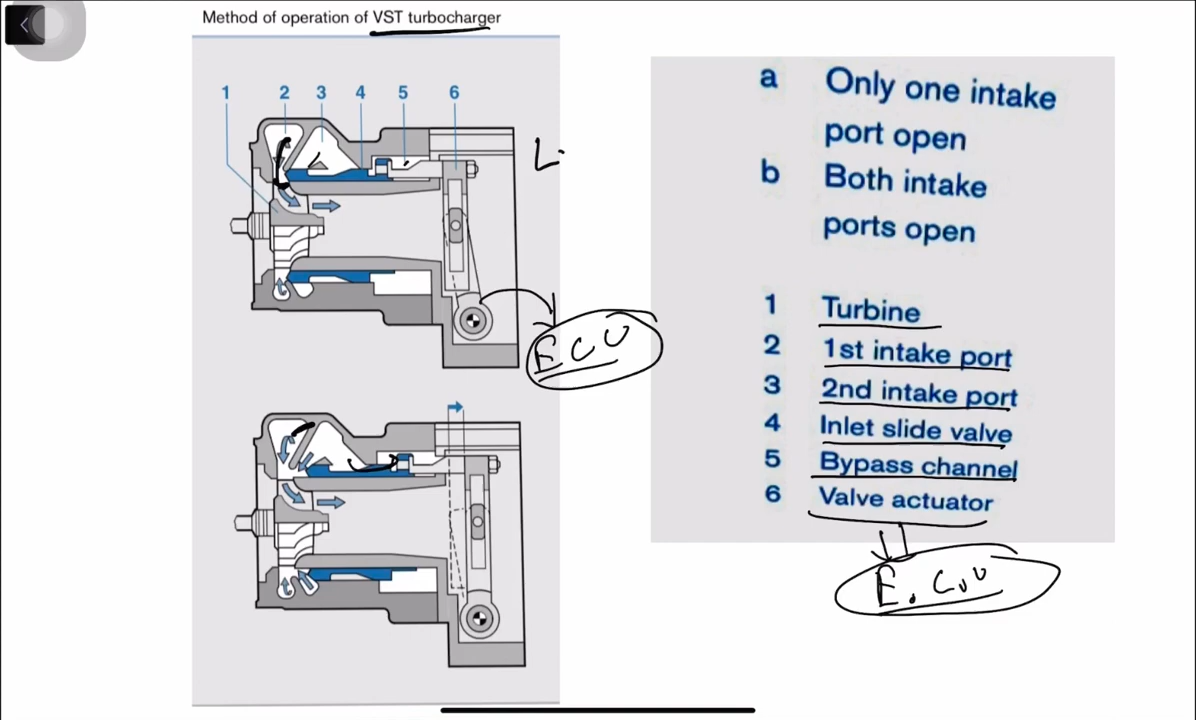 Method of operation of VST turbocharger
1 2 3 4 5 6
L
ECU
a Only one intake
port open
b Both intake
ports open
1 Turbine
2 1st intake port
3 2nd intake port
4 Inlet slide valve
5 Bypass channel
6 Valve actuator
E.C.U